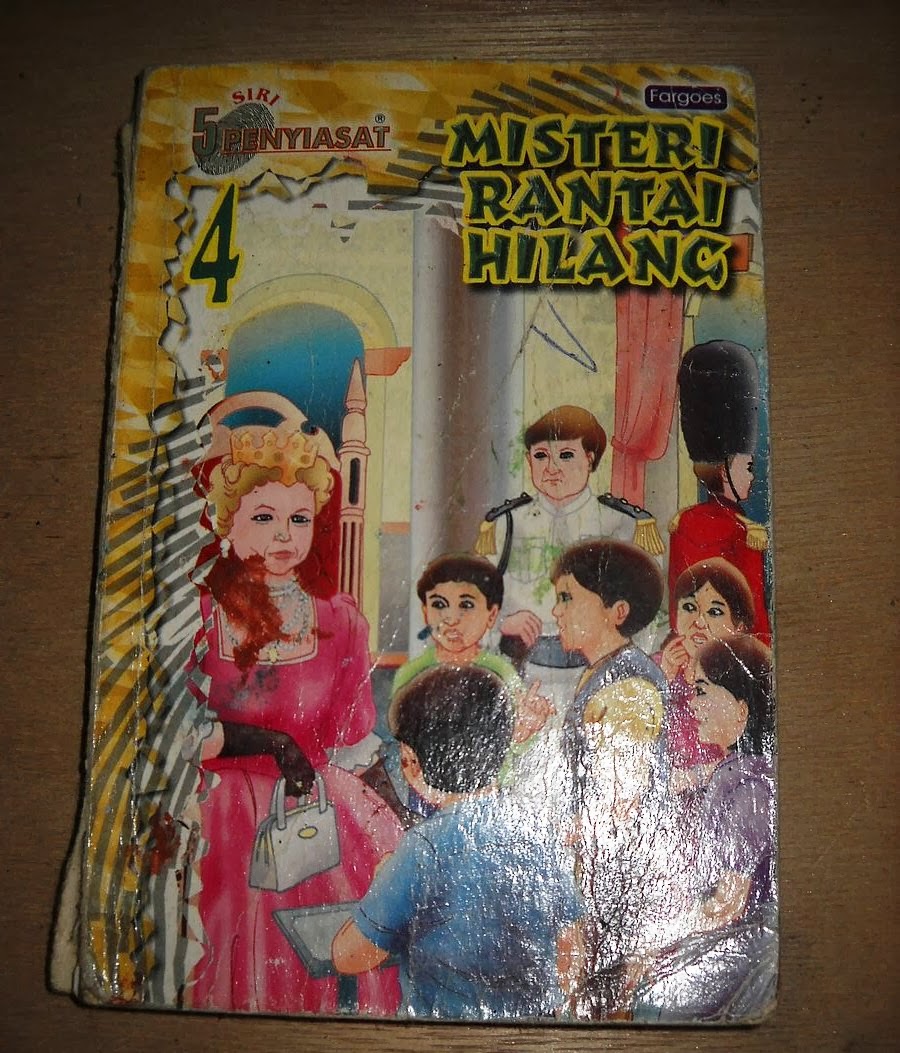 SIRI
5 PENYIASAT®
4
Fargoes
MISTERI
RANTAI
HILANG